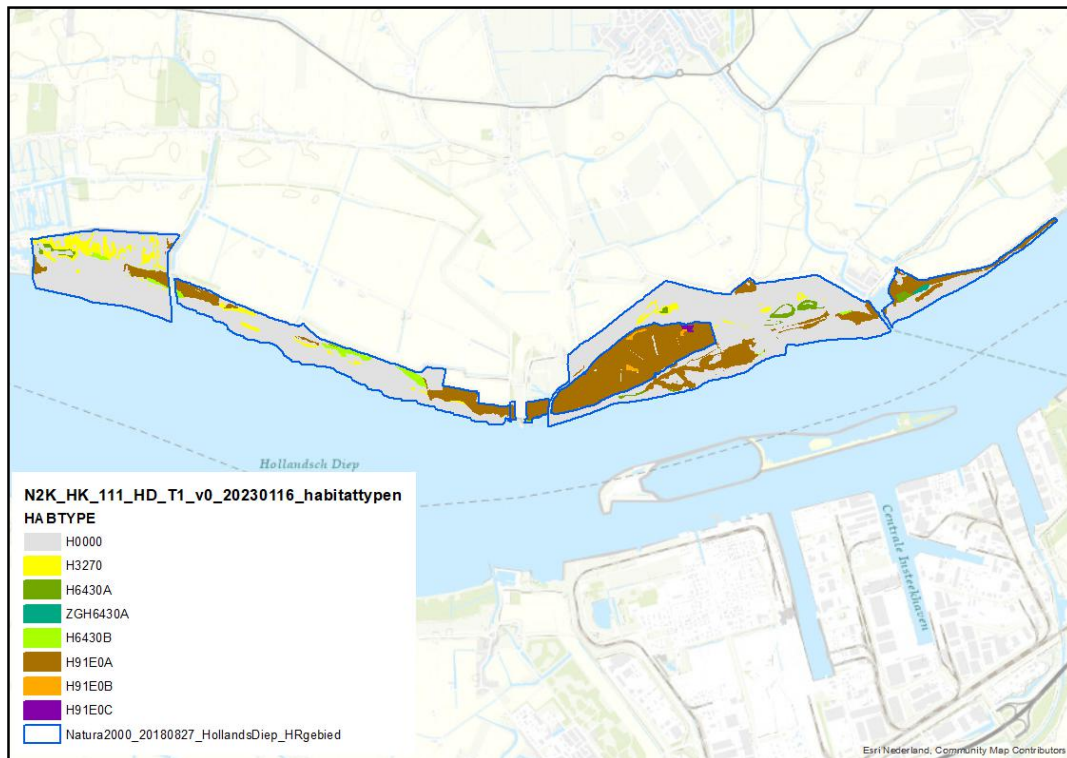 Hollandsch Diep
Centrale Insteekhaven
N2K_HK_111_HD_T1_v0_20230116_habitattypen
HABTYPE
H0000
H3270
H6430A
ZGH6430A
H6430B
H91E0A
H91E0B
H91E0C
Natura2000_20180827_HollandsDiep_HRgebied
Esri Nederland, Community Map Contributors